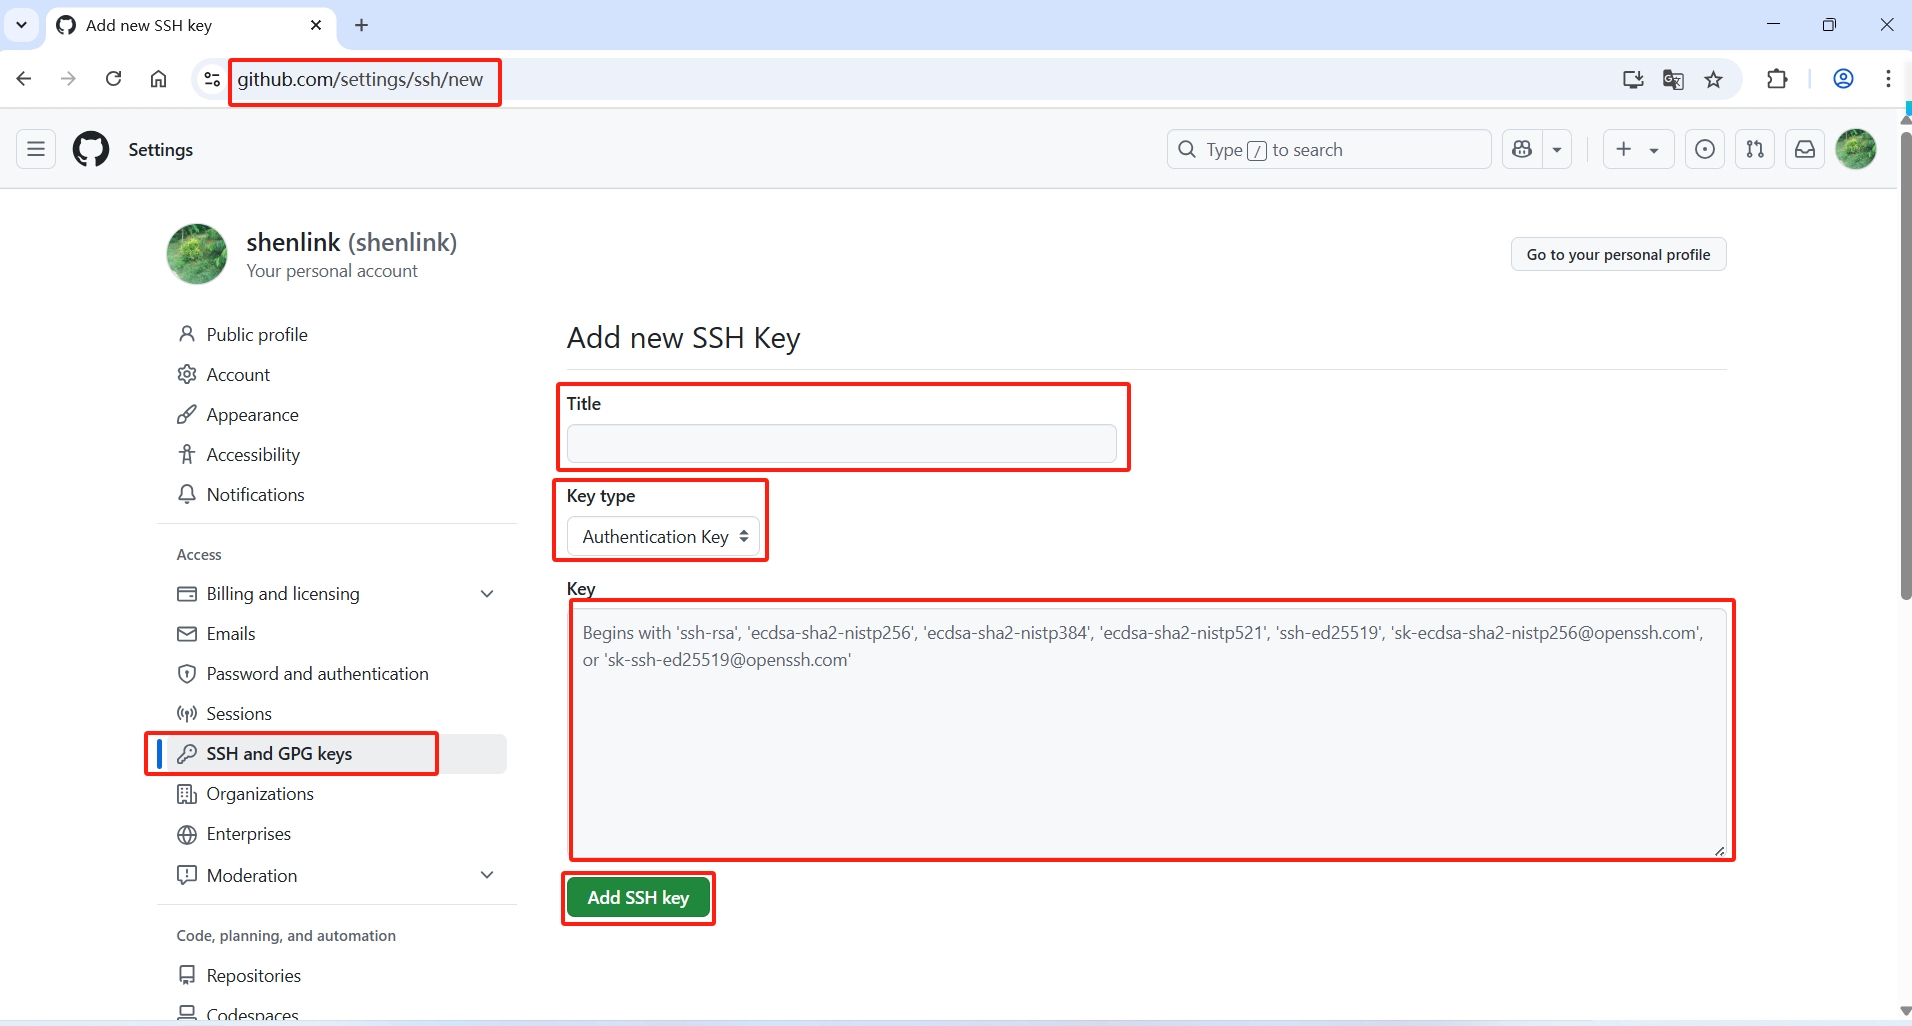 Add new SSH key
github.com/settings/ssh/new
Settings
Type / to search
shenlink (shenlink)
Your personal account
Go to your personal profile
Public profile
Account
Appearance
Accessibility
Notifications
Access
Billing and licensing
Emails
Password and authentication
Sessions
SSH and GPG keys
Organizations
Enterprises
Moderation
Code, planning, and automation
Repositories
Codespaces
Add new SSH Key
Title
Key type
Authentication Key
Key
Begins with 'ssh-rsa', 'ecdsa-sha2-nistp256', 'ecdsa-sha2-nistp384', 'ecdsa-sha2-nistp521', 'ssh-ed25519', 'sk-ecdsa-sha2-nistp256@openssh.com',
or 'sk-ssh-ed25519@openssh.com'
Add SSH key